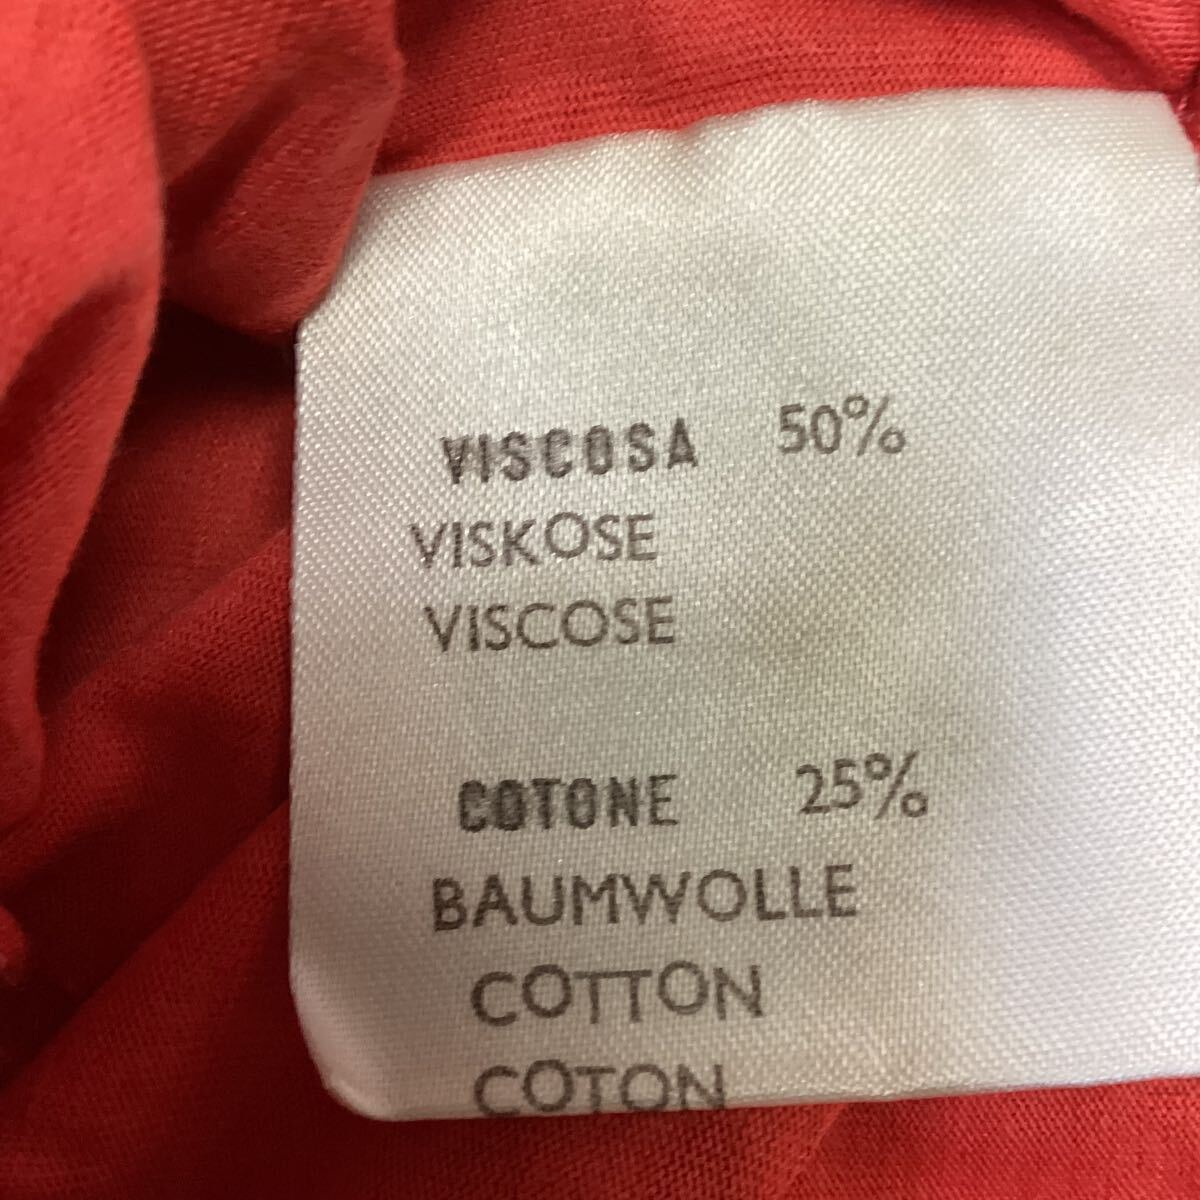 VISCOSA 50%
VISKOSE
VISCOSE
COTONE 25%
BAUMWOLLE
COTTON
COTON